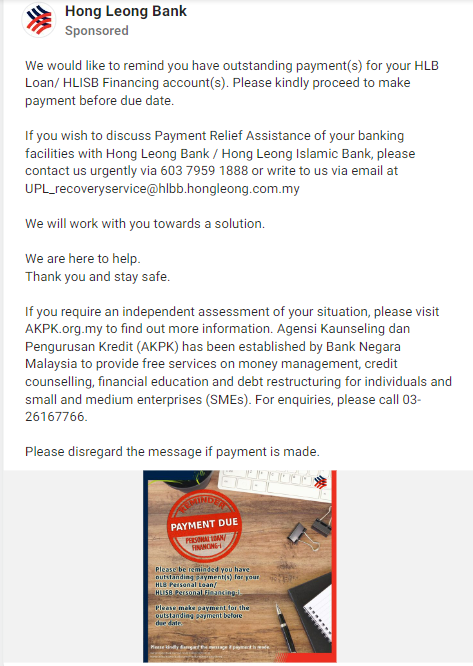 Hong Leong Bank
Sponsored
We would like to remind you have outstanding payment(s) for your HLB
Loan/ HLISB Financing account(s). Please kindly proceed to make
payment before due date.
If you wish to discuss Payment Relief Assistance of your banking
facilities with Hong Leong Bank / Hong Leong Islamic Bank, please
contact us urgently via 603 7959 1888 or write to us via email at
UPL_recoveryservice@hlbb.hongleong.com.my
We will work with you towards a solution.
We are here to help.
Thank you and stay safe.
If you require an independent assessment of your situation, please visit
AKPK.org.my to find out more information. Agensi Kaunseling dan
Pengurusan Kredit (AKPK) has been established by Bank Negara
Malaysia to provide free services on money management, credit
counselling, financial education and debt restructuring for individuals and
small and medium enterprises (SMEs). For enquiries, please call 03-
26167766.
Please disregard the message if payment is made.
REMINDER
PAYMENT DUE
PERSONAL LOAN/
FINANCING-i
Please be reminded you have
outstanding payment(s) for your
HLB Personal Loan/
HLISB Personal Financing-i
Please make payment for the
outstanding payment before
due date.
Please kindly disregard the message if payment is made.